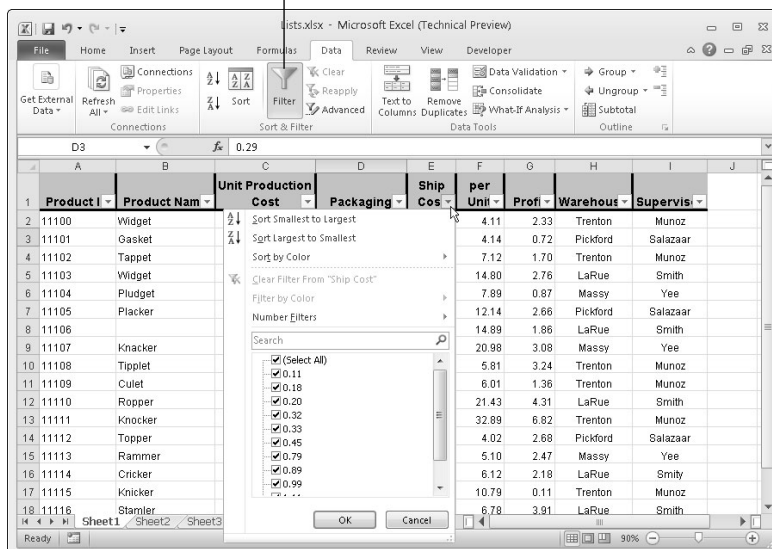 Lists.xlsx - Microsoft Excel (Technical Preview)
File Home Insert Page Layout Formulas Data Review View Developer
Get External Data
Refresh All
Connections
Properties
Edit Links
Connections
Sort
Filter
Clear
Reapply
Advanced
Sort & Filter
Text to Columns
Remove Duplicates
Data Validation
Consolidate
What-If Analysis
Data Tools
Group
Ungroup
Subtotal
Outline
D3 fx 0.29
A B C D E F G H I J
1 Product I Product Nam Unit Production Cost Packaging Ship Cos per Unit Profi Warehous Supervis
2 11100 Widget 4.11 2.33 Trenton Munoz
3 11101 Gasket 4.14 0.72 Pickford Salazaar
4 11102 Tappet 7.12 1.70 Trenton Munoz
5 11103 Widget 14.80 2.76 LaRue Smith
6 11104 Pludget 7.89 0.87 Massy Yee
7 11105 Placker 12.14 2.66 Pickford Salazaar
8 11106 14.89 1.86 LaRue Smith
9 11107 Knacker 20.98 3.08 Massy Yee
10 11108 Tipplet 5.81 3.24 Trenton Munoz
11 11109 Culet 6.01 1.36 Trenton Munoz
12 11110 Ropper 21.43 4.31 LaRue Smith
13 11111 Knocker 32.89 6.82 Trenton Munoz
14 11112 Topper 4.02 2.68 Pickford Salazaar
15 11113 Rammer 5.10 2.47 Massy Yee
16 11114 Cricker 6.12 2.18 LaRue Smity
17 11115 Knicker 10.79 0.11 Trenton Munoz
18 11116 Stamler 6.78 3.91 LaRue Smith
Sort Smallest to Largest
Sort Largest to Smallest
Sort by Color
Clear Filter From "Ship Cost"
Filter by Color
Number Filters
Search
(Select All)
0.11
0.18
0.20
0.32
0.33
0.45
0.79
0.89
0.99
OK Cancel
Sheet1 Sheet2 Sheet3
Ready 90%